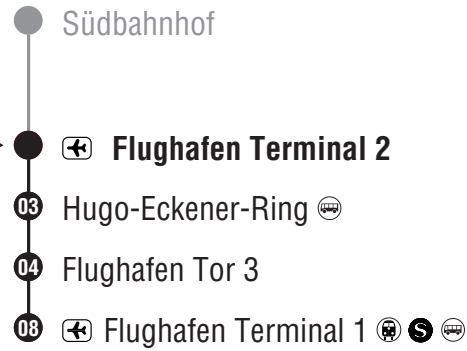 Südbahnhof
Flughafen Terminal 2
03 Hugo-Eckener-Ring
04 Flughafen Tor 3
08 Flughafen Terminal 1 S